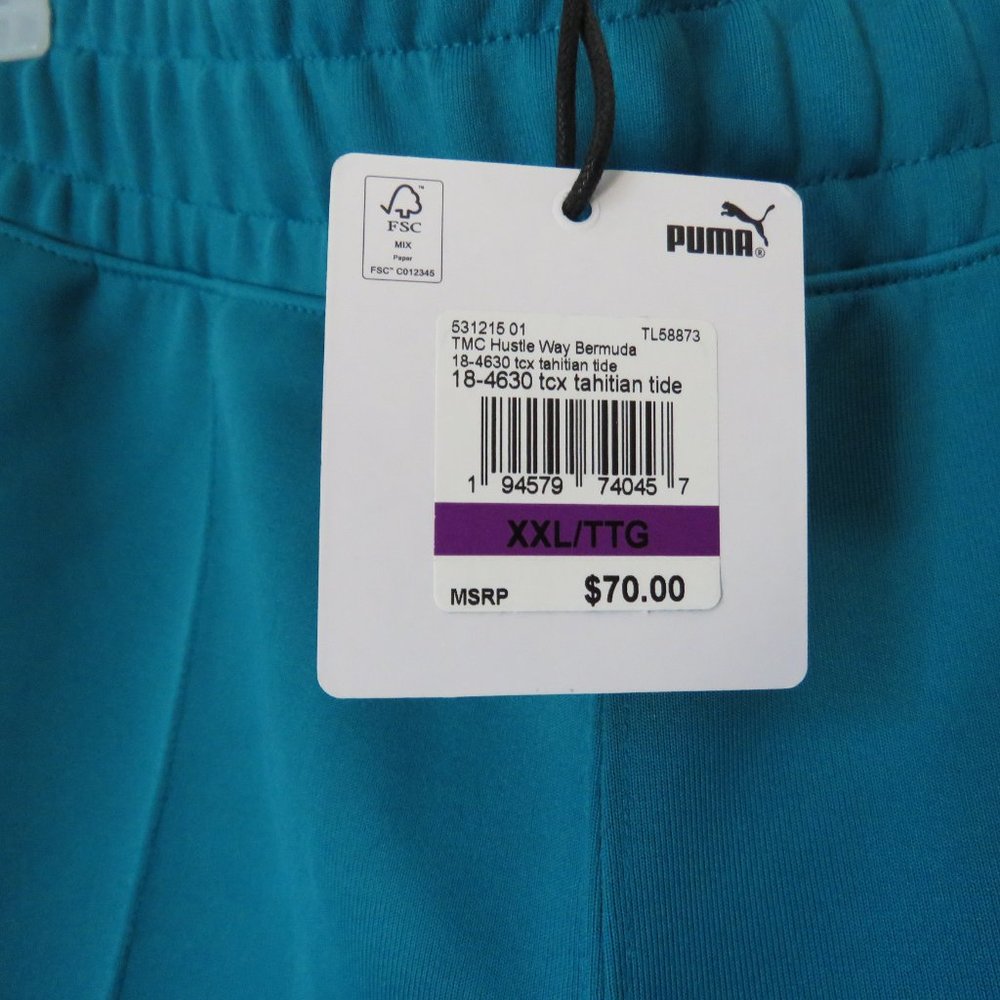 FSC™
MIX
Paper
FSC™ C012345
PUMA®
531215 01 TL58873
TMC Hustle Way Bermuda
18-4630 tcx tahitian tide
18-4630 tcx tahitian tide
1 94579 74045 7
XXL/TTG
MSRP $70.00